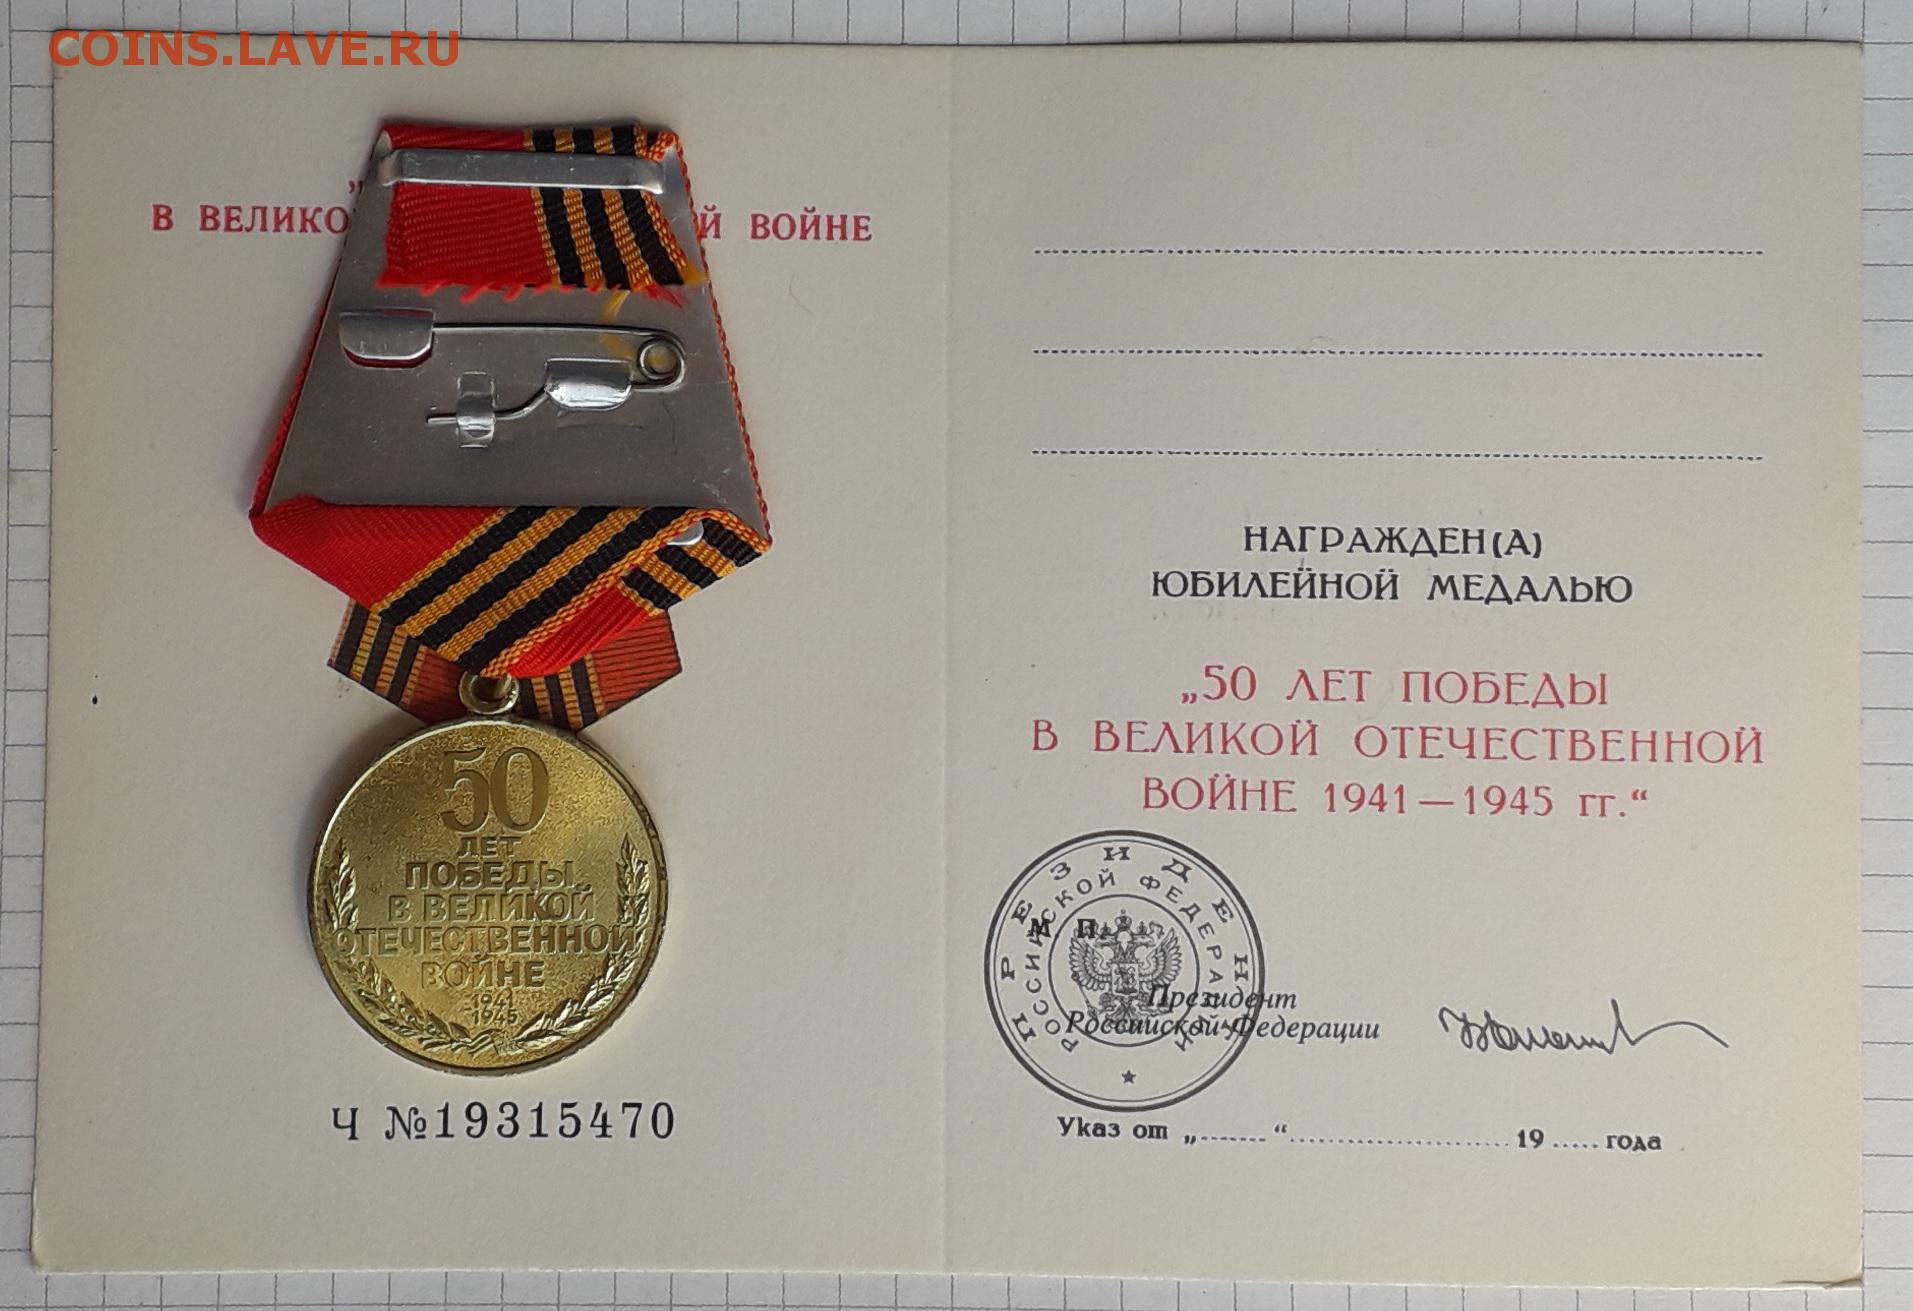 COINS.LAVE.RU
В ВЕЛИКО Й ВОЙНЕ
50
ЛЕТ
ПОБЕДЫ
В ВЕЛИКОЙ
ОТЕЧЕСТВЕННОЙ
ВОЙНЕ
1941
1945
Ч №19315470
НАГРАЖДЕН(А)
ЮБИЛЕЙНОЙ МЕДАЛЬЮ
„50 ЛЕТ ПОБЕДЫ
В ВЕЛИКОЙ ОТЕЧЕСТВЕННОЙ
ВОЙНЕ 1941—1945 гг.“
ПРЕЗИДЕНТ
РОССИЙСКОЙ ФЕДЕРАЦИИ
М. П.
Президент
Российской Федерации
Указ от „.......“........................ 19 ..... года